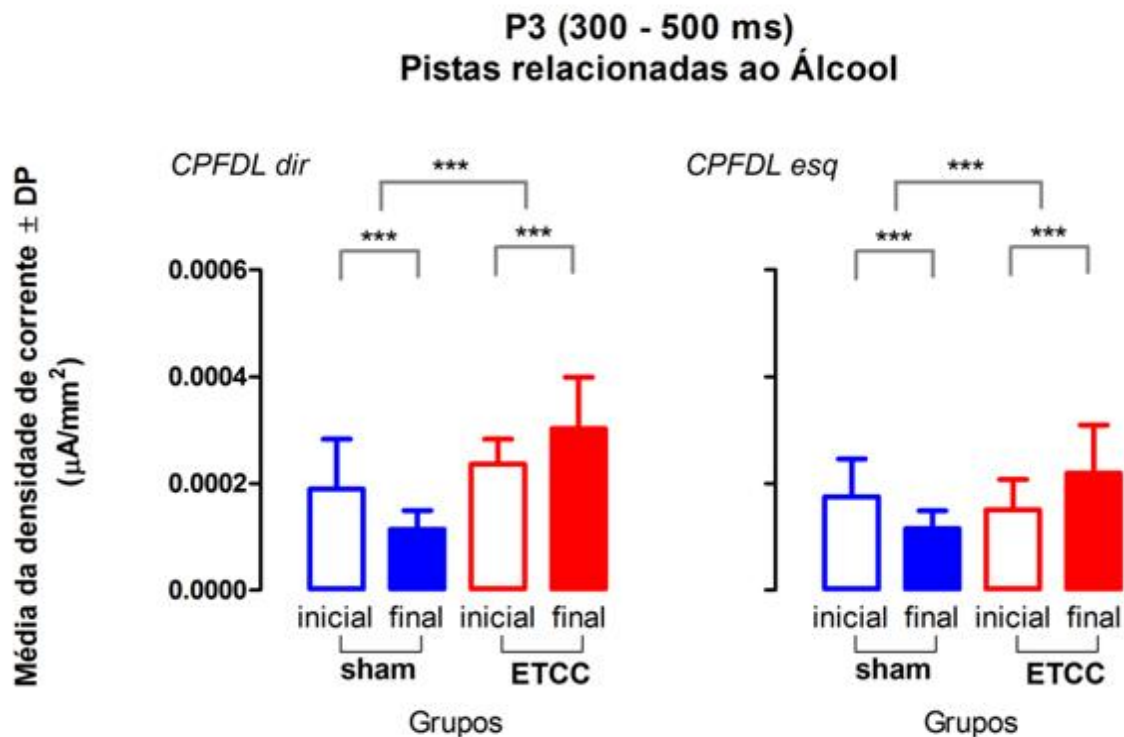 P3 (300 - 500 ms)
Pistas relacionadas ao Álcool
Média da densidade de corrente ± DP
(µA/mm²)
CPFDL dir
***
***
***
0.0006
0.0004
0.0002
0.0000
inicial final inicial final
sham ETCC
Grupos
CPFDL esq
***
***
***
inicial final inicial final
sham ETCC
Grupos